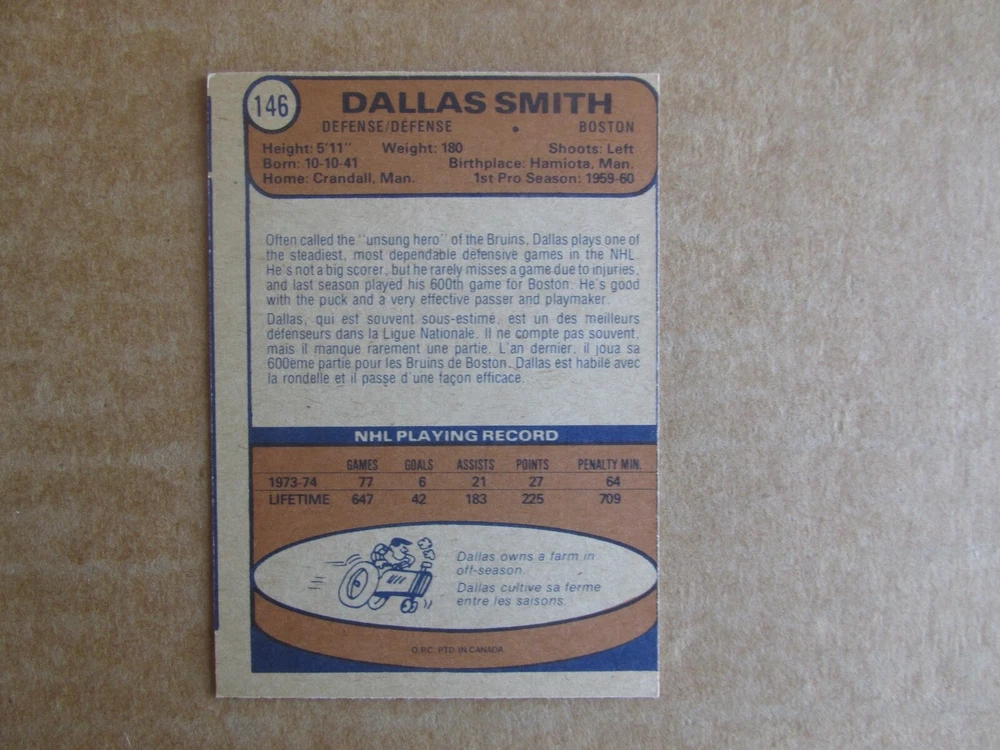 146
DALLAS SMITH
DEFENSE/DÉFENSE • BOSTON
Height: 5'11" Weight: 180 Shoots: Left
Born: 10-10-41 Birthplace: Hamiota, Man.
Home: Crandall, Man. 1st Pro Season: 1959-60
Often called the "unsung hero" of the Bruins, Dallas plays one of
the steadiest, most dependable defensive games in the NHL.
He's not a big scorer, but he rarely misses a game due to injuries,
and last season played his 600th game for Boston. He's good
with the puck and a very effective passer and playmaker.
Dallas, qui est souvent sous-estime, est un des meilleurs
défenseurs dans la Ligue Nationale. Il ne compte pas souvent,
mais il manque rarement une partie. L'an dernier, il joua sa
600ème partie pour les Bruins de Boston. Dallas est habile avec
la rondelle et il passe d'une façon efficace.
NHL PLAYING RECORD
GAMES GOALS ASSISTS POINTS PENALTY MIN.
1973-74 77 6 21 27 64
LIFETIME 647 42 183 225 709
Dallas owns a farm in
off-season.
Dallas cultive sa ferme
entre les saisons.
O.P.C. PTD. IN CANADA